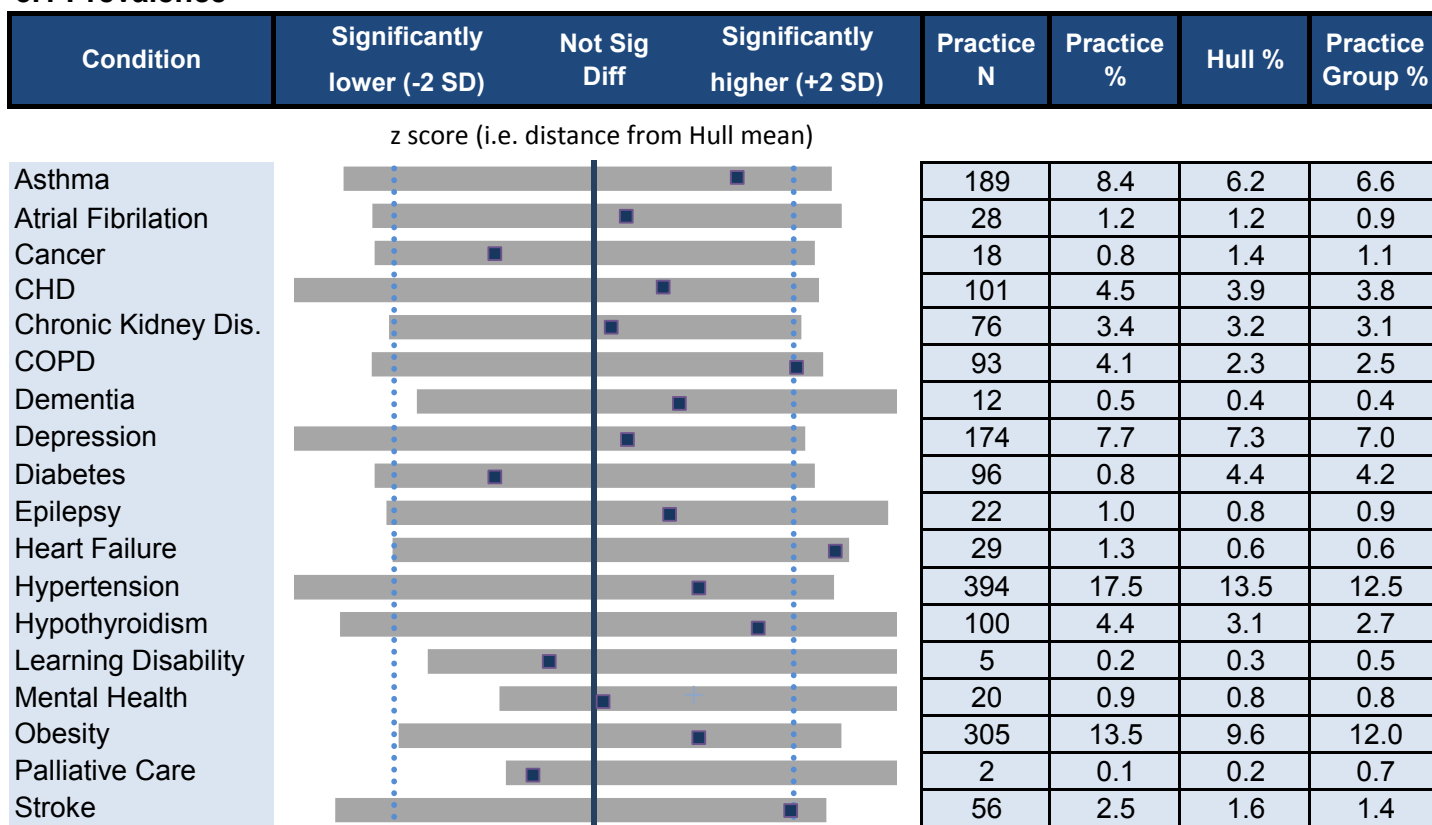 Condition
Significantly lower (-2 SD)
Not Sig Diff
Significantly higher (+2 SD)
Practice N
Practice %
Hull %
Practice Group %
z score (i.e. distance from Hull mean)
Asthma 189 8.4 6.2 6.6
Atrial Fibrilation 28 1.2 1.2 0.9
Cancer 18 0.8 1.4 1.1
CHD 101 4.5 3.9 3.8
Chronic Kidney Dis. 76 3.4 3.2 3.1
COPD 93 4.1 2.3 2.5
Dementia 12 0.5 0.4 0.4
Depression 174 7.7 7.3 7.0
Diabetes 96 0.8 4.4 4.2
Epilepsy 22 1.0 0.8 0.9
Heart Failure 29 1.3 0.6 0.6
Hypertension 394 17.5 13.5 12.5
Hypothyroidism 100 4.4 3.1 2.7
Learning Disability 5 0.2 0.3 0.5
Mental Health 20 0.9 0.8 0.8
Obesity 305 13.5 9.6 12.0
Palliative Care 2 0.1 0.2 0.7
Stroke 56 2.5 1.6 1.4